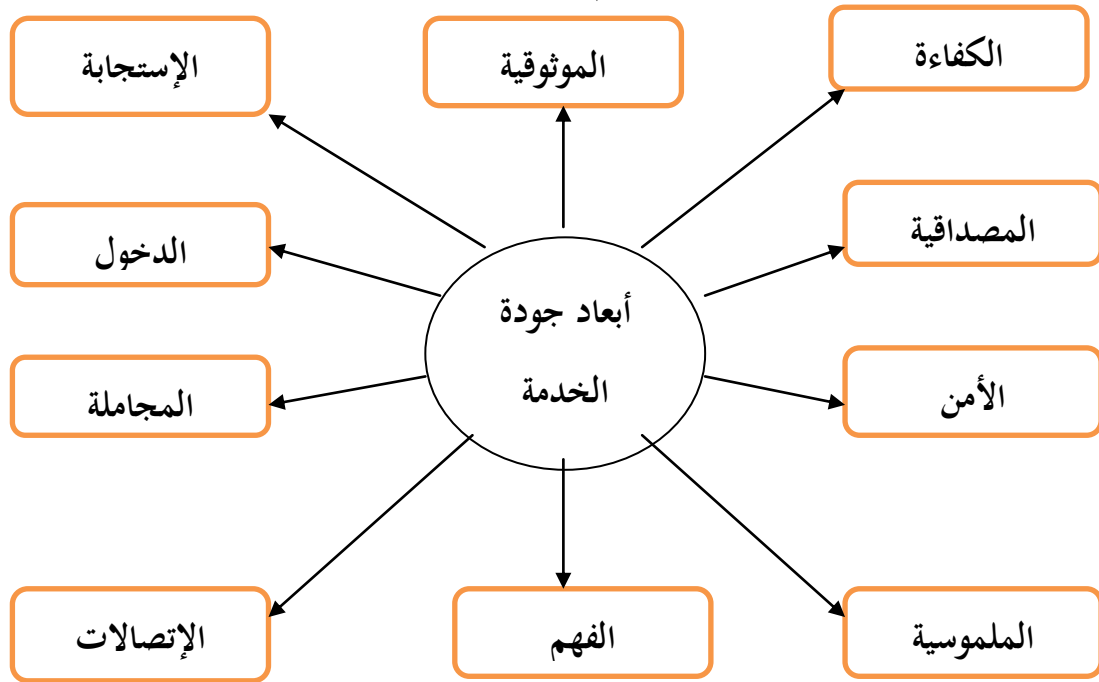 الكفاءة
الموثوقية
الإستجابة
المصداقية
الدخول
أبعاد جودة
الخدمة
الأمن
المجاملة
الملموسية
الفهم
الإتصالات